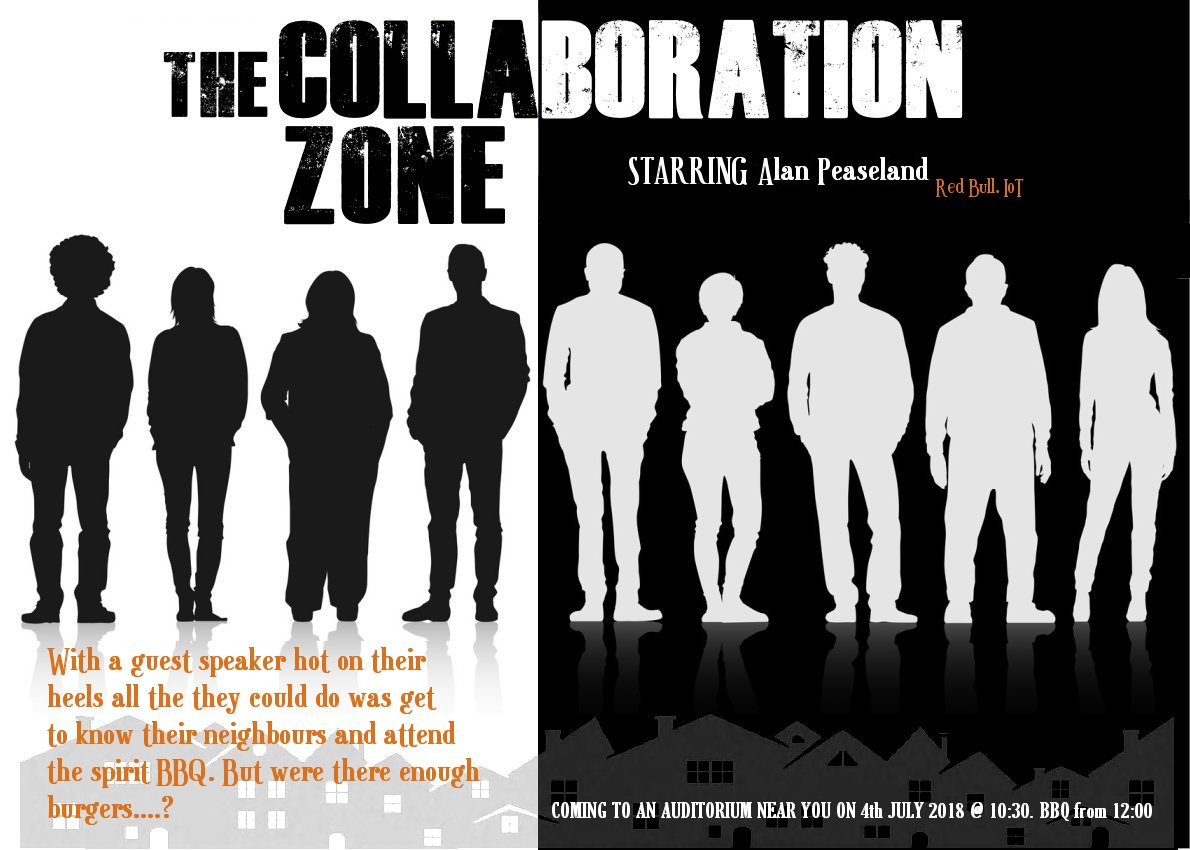 THE COLLABORATION
ZONE
STARRING Alan Peaseland
Red Bull. IoT
With a guest speaker hot on their
heels all the they could do was get
to know their neighbours and attend
the spirit BBQ. But were there enough
burgers....?
COMING TO AN AUDITORIUM NEAR YOU ON 4th JULY 2018 @ 10:30. BBQ from 12:00